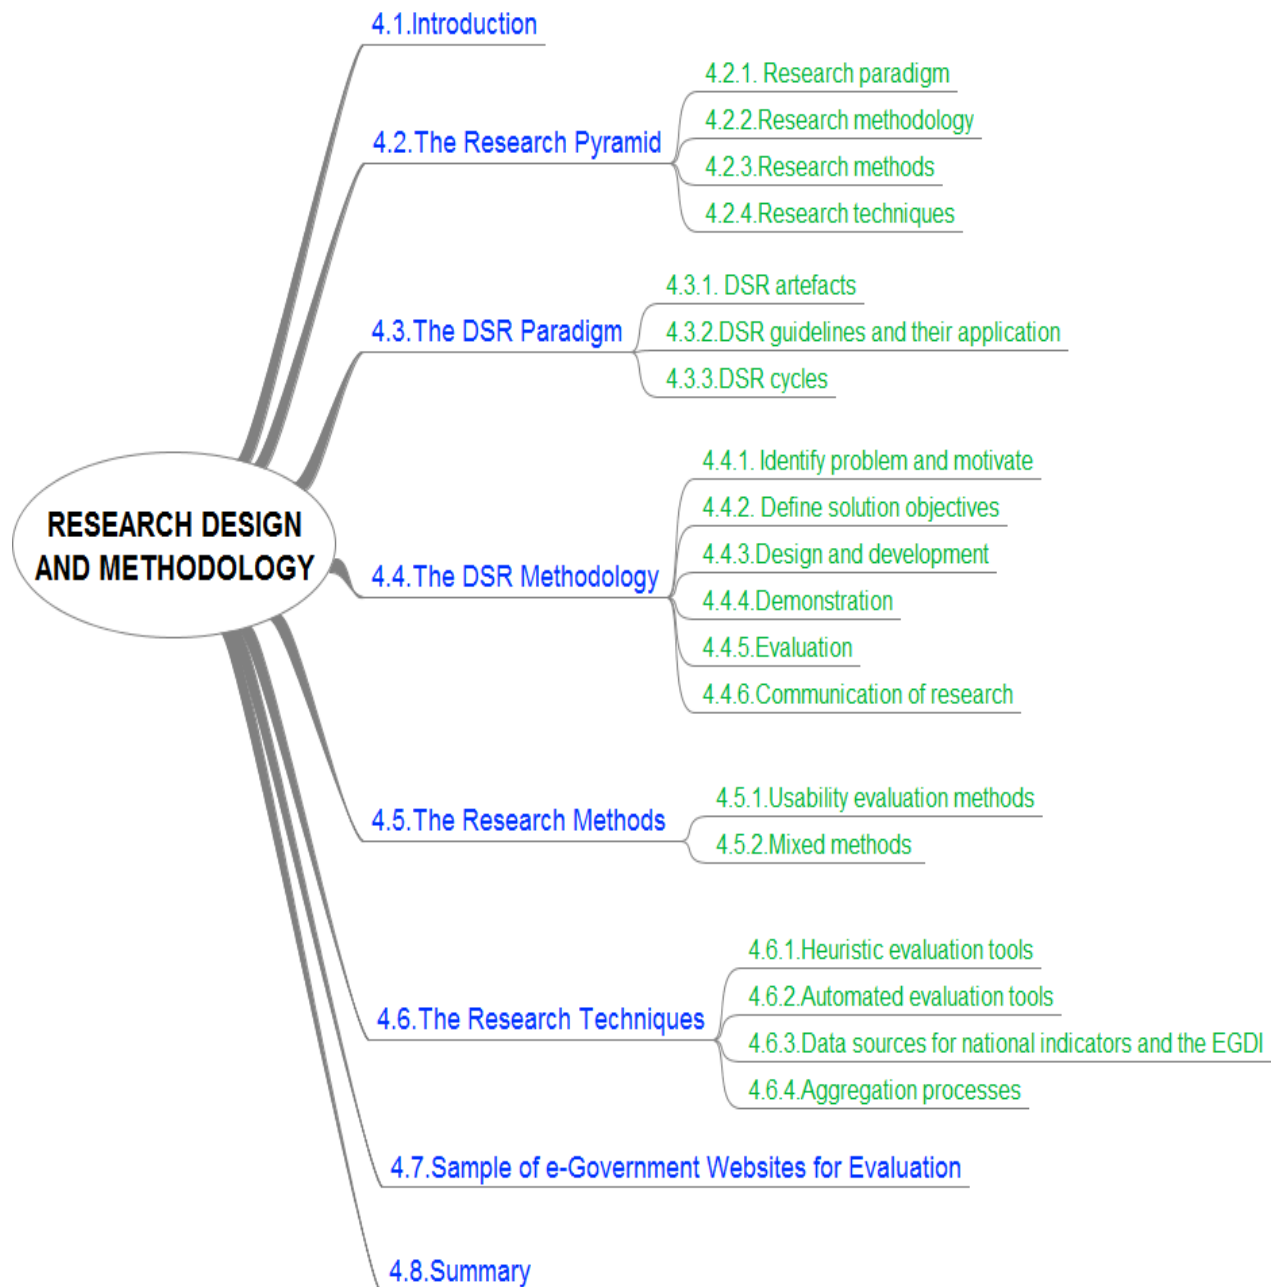 4.1.Introduction
4.2.The Research Pyramid
4.2.1. Research paradigm
4.2.2.Research methodology
4.2.3.Research methods
4.2.4.Research techniques
4.3.The DSR Paradigm
4.3.1. DSR artefacts
4.3.2.DSR guidelines and their application
4.3.3.DSR cycles
RESEARCH DESIGN
AND METHODOLOGY
4.4.The DSR Methodology
4.4.1. Identify problem and motivate
4.4.2. Define solution objectives
4.4.3.Design and development
4.4.4.Demonstration
4.4.5.Evaluation
4.4.6.Communication of research
4.5.The Research Methods
4.5.1.Usability evaluation methods
4.5.2.Mixed methods
4.6.The Research Techniques
4.6.1.Heuristic evaluation tools
4.6.2.Automated evaluation tools
4.6.3.Data sources for national indicators and the EGDI
4.6.4.Aggregation processes
4.7.Sample of e-Government Websites for Evaluation
4.8.Summary